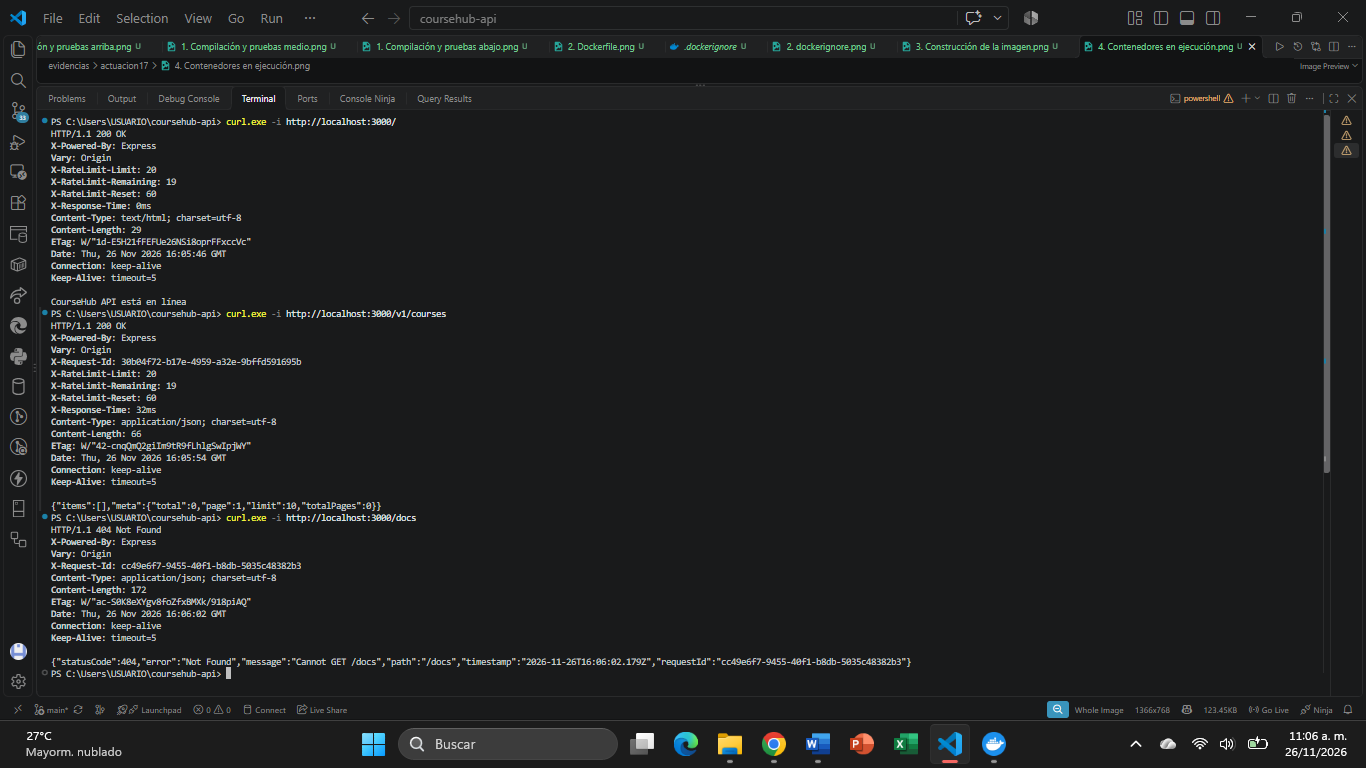 File Edit Selection View Go Run ··· coursehub-api
ón y pruebas arriba.png U 1. Compilación y pruebas medio.png U 1. Compilación y pruebas abajo.png U 2. Dockerfile.png U .dockerignore U 2. dockerignore.png U 3. Construcción de la imagen.png U 4. Contenedores en ejecución.png U
evidencias > actuacion17 > 4. Contenedores en ejecución.png Image Preview
Problems Output Debug Console Terminal Ports Console Ninja Query Results powershell
PS C:\Users\USUARIO\coursehub-api> curl.exe -i http://localhost:3000/
HTTP/1.1 200 OK
X-Powered-By: Express
Vary: Origin
X-RateLimit-Limit: 20
X-RateLimit-Remaining: 19
X-RateLimit-Reset: 60
X-Response-Time: 0ms
Content-Type: text/html; charset=utf-8
Content-Length: 29
ETag: W/"1d-E5H21fFEFUe26NSi8oprFFxccVc"
Date: Thu, 26 Nov 2026 16:05:46 GMT
Connection: keep-alive
Keep-Alive: timeout=5
CourseHub API está en línea
PS C:\Users\USUARIO\coursehub-api> curl.exe -i http://localhost:3000/v1/courses
HTTP/1.1 200 OK
X-Powered-By: Express
Vary: Origin
X-Request-Id: 30b04f72-b17e-4959-a32e-9bffd591695b
X-RateLimit-Limit: 20
X-RateLimit-Remaining: 19
X-RateLimit-Reset: 60
X-Response-Time: 32ms
Content-Type: application/json; charset=utf-8
Content-Length: 66
ETag: W/"42-cnqQmQ2giIm9tR9fLhlgSwIpjWY"
Date: Thu, 26 Nov 2026 16:05:54 GMT
Connection: keep-alive
Keep-Alive: timeout=5
{"items":[],"meta":{"total":0,"page":1,"limit":10,"totalPages":0}}
PS C:\Users\USUARIO\coursehub-api> curl.exe -i http://localhost:3000/docs
HTTP/1.1 404 Not Found
X-Powered-By: Express
Vary: Origin
X-Request-Id: cc49e6f7-9455-40f1-b8db-5035c48382b3
Content-Type: application/json; charset=utf-8
Content-Length: 172
ETag: W/"ac-S0K8eXYgv8foZfxBMXk/918piAQ"
Date: Thu, 26 Nov 2026 16:06:02 GMT
Connection: keep-alive
Keep-Alive: timeout=5
{"statusCode":404,"error":"Not Found","message":"Cannot GET /docs","path":"/docs","timestamp":"2026-11-26T16:06:02.179Z","requestId":"cc49e6f7-9455-40f1-b8db-5035c48382b3"}
PS C:\Users\USUARIO\coursehub-api>
11
main* Launchpad 0 0 Connect Live Share Whole Image 1366x768 123.45KB Go Live Ninja
27°C
Mayorm. nublado
Buscar
11:06 a. m.
26/11/2026